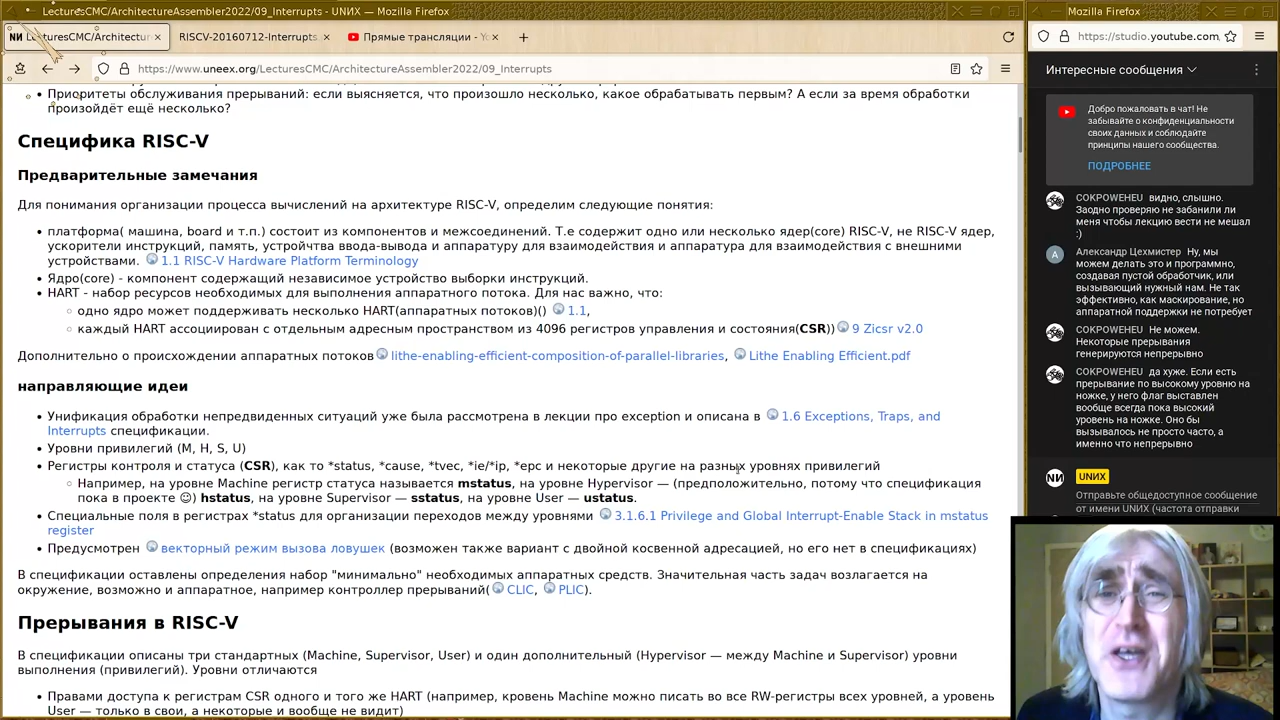 LecturesCMC/ArchitectureAssembler2022/09_Interrupts - UNИX — Mozilla Firefox
LecturesCMC/Architectur
RISCV-20160712-Interrupts.
Прямые трансляции - Yo
https://www.uneex.org/LecturesCMC/ArchitectureAssembler2022/09_Interrupts
Приоритеты обслуживания прерываний: если выясняется, что произошло несколько, какое обрабатывать первым? А если за время обработки
произойдёт ещё несколько?
Специфика RISC-V
Предварительные замечания
Для понимания организации процесса вычислений на архитектуре RISC-V, определим следующие понятия:
платформа( машина, board и т.п.) состоит из компонентов и межсоединений. Т.е содержит одно или несколько ядер(core) RISC-V, не RISC-V ядер,
ускорители инструкций, память, устройтства ввода-вывода и аппаратуру для взаимодействия и аппаратура для взаимодействия с внешними
устройствами. 1.1 RISC-V Hardware Platform Terminology
Ядро(core) - компонент содержащий независимое устройство выборки инструкций.
HART - набор ресурсов необходимых для выполнения аппаратного потока. Для нас важно, что:
одно ядро может поддерживать несколько HART(аппаратных потоков)() 1.1,
каждый HART ассоциирован с отдельным адресным пространством из 4096 регистров управления и состояния(CSR)) 9 Zicsr v2.0
Дополнительно о происхождении аппаратных потоков lithe-enabling-efficient-composition-of-parallel-libraries, Lithe Enabling Efficient.pdf
направляющие идеи
Унификация обработки непредвиденных ситуаций уже была рассмотрена в лекции про exception и описана в 1.6 Exceptions, Traps, and
Interrupts спецификации.
Уровни привилегий (M, H, S, U)
Регистры контроля и статуса (CSR), как то *status, *cause, *tvec, *ie/*ip, *epc и некоторые другие на разных уровнях привилегий
Например, на уровне Machine регистр статуса называется mstatus, на уровне Hypervisor — (предположительно, потому что спецификация
пока в проекте ☺) hstatus, на уровне Supervisor — sstatus, на уровне User — ustatus.
Специальные поля в регистрах *status для организации переходов между уровнями 3.1.6.1 Privilege and Global Interrupt-Enable Stack in mstatus
register
Предусмотрен векторный режим вызова ловушек (возможен также вариант с двойной косвенной адресацией, но его нет в спецификациях)
В спецификации оставлены определения набор "минимально" необходимых аппаратных средств. Значительная часть задач возлагается на
окружение, возможно и аппаратное, например контроллер прерываний( CLIC, PLIC).
Прерывания в RISC-V
В спецификации описаны три стандартных (Machine, Supervisor, User) и один дополнительный (Hypervisor — между Machine и Supervisor) уровни
выполнения (привилегий). Уровни отличаются
Правами доступа к регистрам CSR одного и того же HART (например, кровень Machine можно писать во все RW-регистры всех уровней, а уровень
User — только в свои, а некоторые и вообще не видит)
Mozilla Firefox
https://studio.youtube.com
Интересные сообщения
Добро пожаловать в чат! Не
забывайте о конфиденциальности
своих данных и соблюдайте
принципы нашего сообщества.
ПОДРОБНЕЕ
COKPOWEHEU видно, слышно.
Заодно проверяю не забанили ли
меня чтобы лекцию вести не мешал
:)
Александр Цехмистер Ну, мы
можем делать это и программно,
создавая пустой обработчик, или
вызывающий нужный нам. Не так
эффективно, как маскирование, но
аппаратной поддержки не потребует
COKPOWEHEU Не можем.
Некоторые прерывания
генерируются непрерывно
COKPOWEHEU да хуже. Если есть
прерывание по высокому уровню на
ножке, у него флаг выставлен
вообще всегда пока высокий
уровень на ножке. Оно бы
вызывалось не просто часто, а
именно что непрерывно
UNИX
Отправьте общедоступное сообщение
от имени UNИX (частота отправки